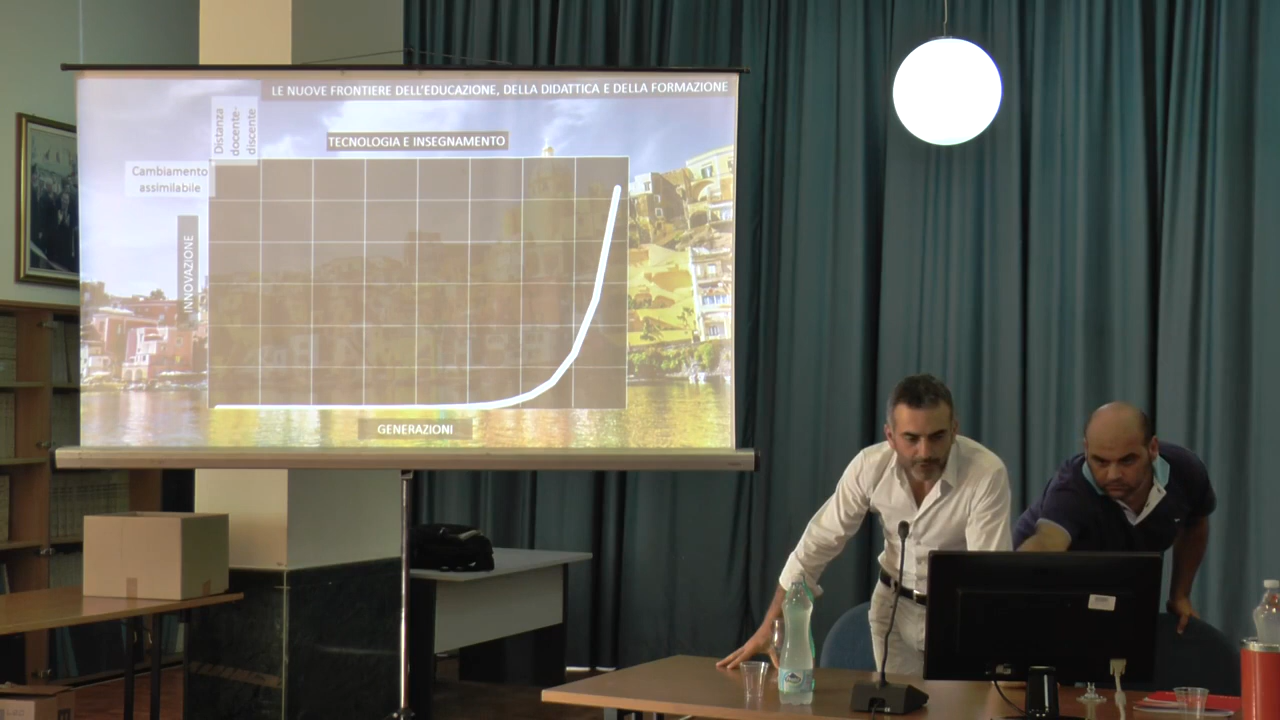 LE NUOVE FRONTIERE DELL'EDUCAZIONE, DELLA DIDATTICA E DELLA FORMAZIONE
Distanza
docente-
discente
TECNOLOGIA E INSEGNAMENTO
Cambiamento
assimilabile
INNOVAZIONE
GENERAZIONI